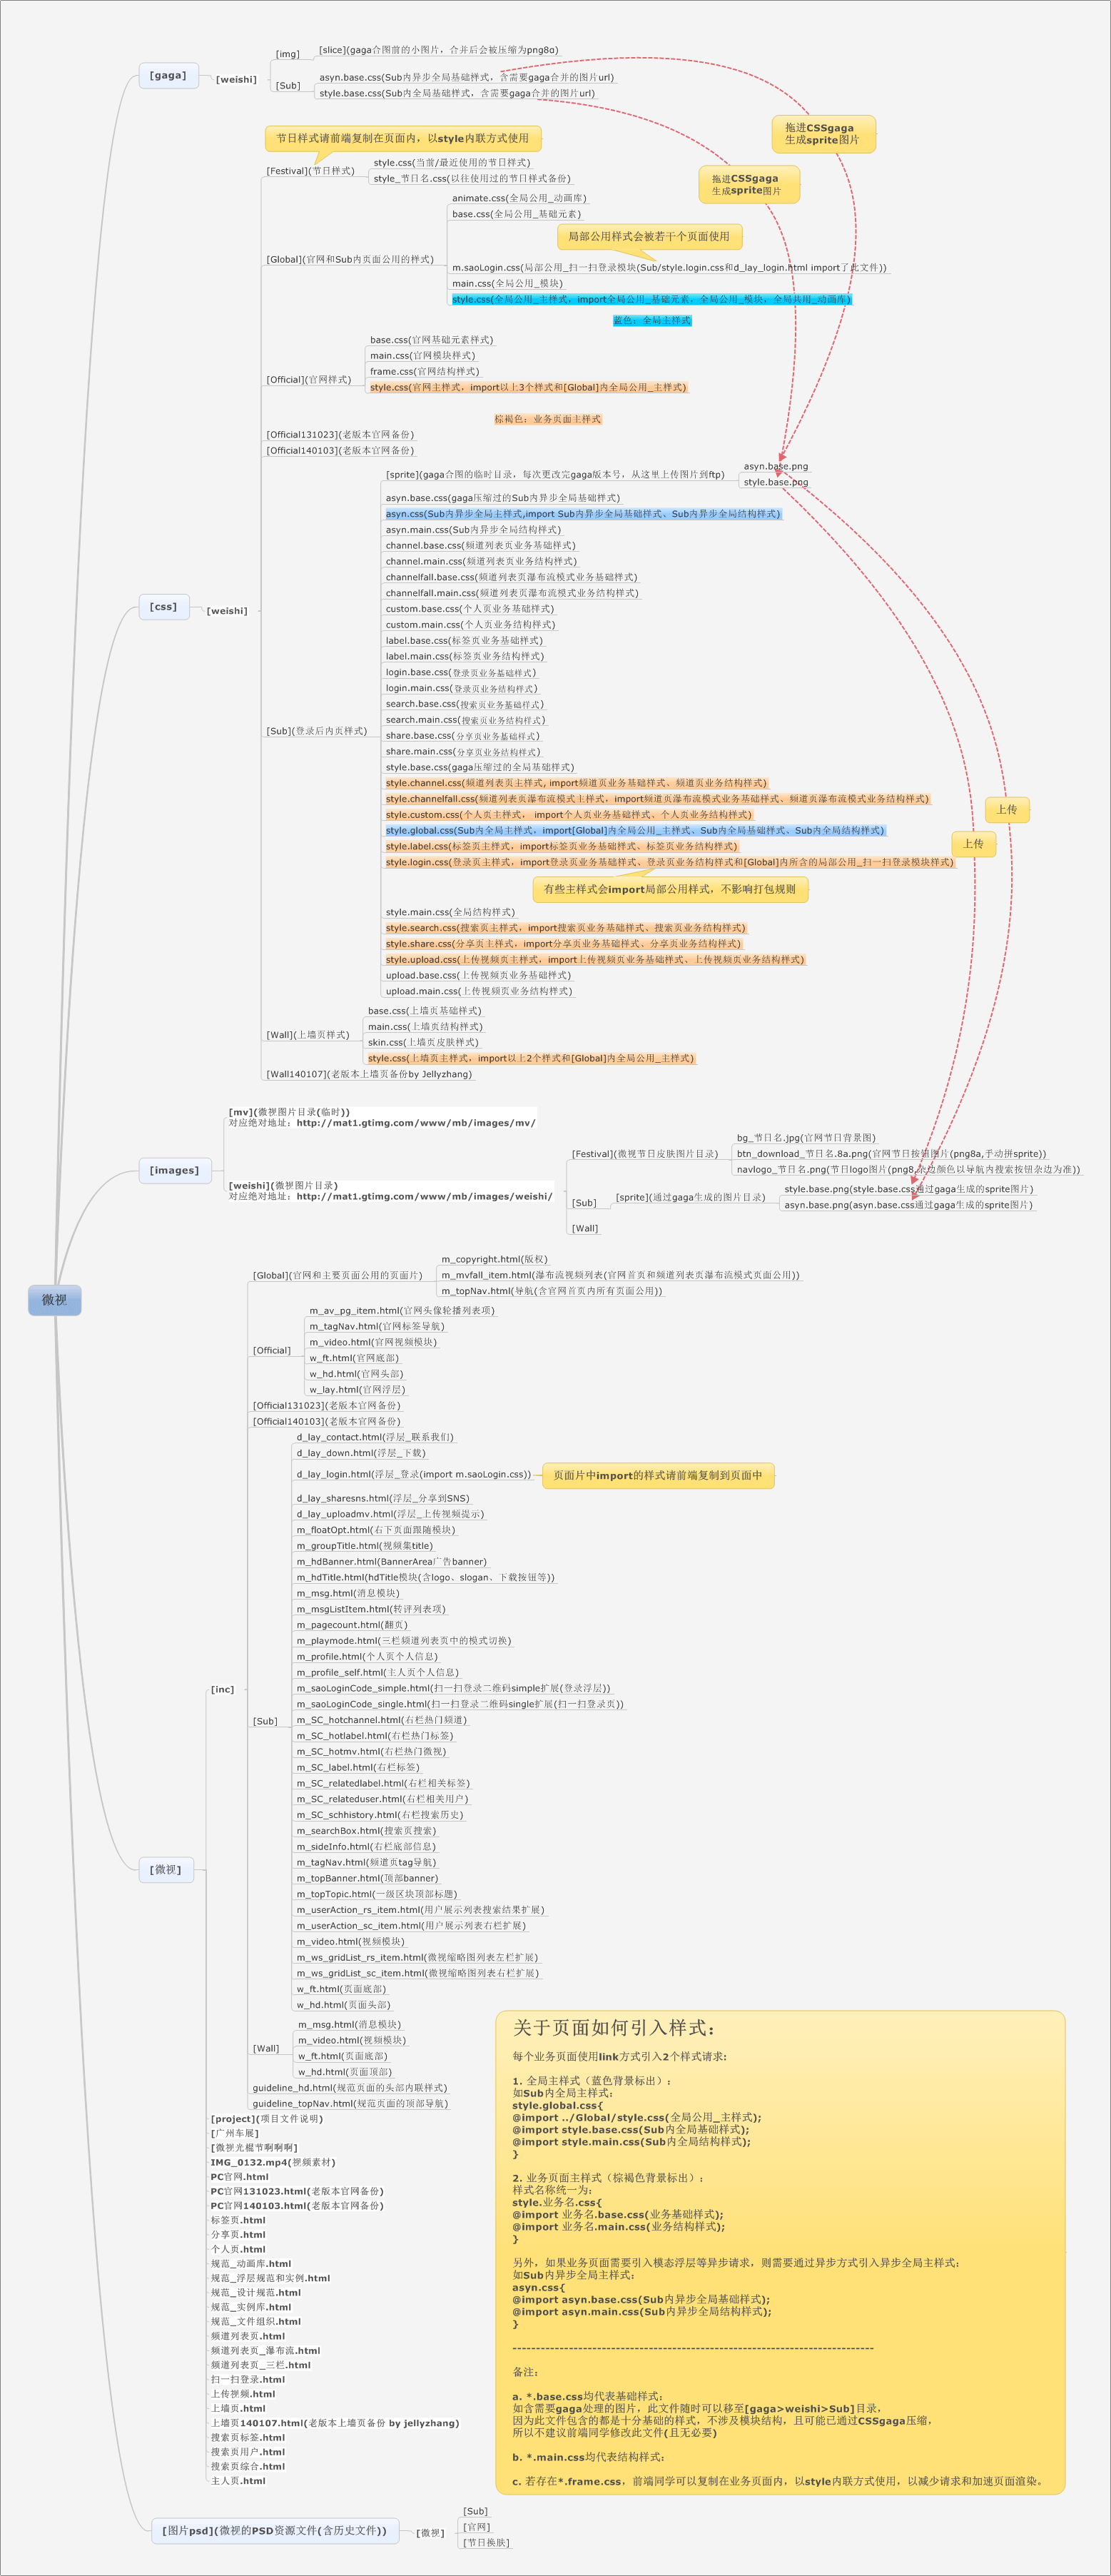 微视
[gaga]
[weishi]
[img]
[slice](gaga合图前的小图片，合并后会被压缩为png8a)
[Sub]
asyn.base.css(Sub内异步全局基础样式，含需要gaga合并的图片url)
style.base.css(Sub内全局基础样式，含需要gaga合并的图片url)
拖进CSSgaga
生成sprite图片
拖进CSSgaga
生成sprite图片
[css]
[weishi]
节日样式请前端复制在页面内，以style内联方式使用
[Festival](节日样式)
style.css(当前/最近使用的节日样式)
style_节日名.css(以往使用过的节日样式备份)
[Global](官网和Sub内页面公用的样式)
animate.css(全局公用_动画库)
base.css(全局公用_基础元素)
局部公用样式会被若干个页面使用
m.saoLogin.css(局部公用_扫一扫登录模块(Sub/style.login.css和d_lay_login.html import了此文件))
main.css(全局公用_模块)
style.css(全局公用_主样式，import全局公用_基础元素，全局公用_模块，全局共用_动画库)
蓝色：全局主样式
[Official](官网样式)
base.css(官网基础元素样式)
main.css(官网模块样式)
frame.css(官网结构样式)
style.css(官网主样式，import以上3个样式和[Global]内全局公用_主样式)
棕褐色：业务页面主样式
[Official131023](老版本官网备份)
[Official140103](老版本官网备份)
[Sub](登录后内页样式)
[sprite](gaga合图的临时目录，每次更改完gaga版本号，从这里上传图片到ftp)
asyn.base.png
style.base.png
asyn.base.css(gaga压缩过的Sub内异步全局基础样式)
asyn.css(Sub内异步全局主样式,import Sub内异步全局基础样式、Sub内异步全局结构样式)
asyn.main.css(Sub内异步全局结构样式)
channel.base.css(频道列表页业务基础样式)
channel.main.css(频道列表页业务结构样式)
channelfall.base.css(频道列表页瀑布流模式业务基础样式)
channelfall.main.css(频道列表页瀑布流模式业务结构样式)
custom.base.css(个人页业务基础样式)
custom.main.css(个人页业务结构样式)
label.base.css(标签页业务基础样式)
label.main.css(标签页业务结构样式)
login.base.css(登录页业务基础样式)
login.main.css(登录页业务结构样式)
search.base.css(搜索页业务基础样式)
search.main.css(搜索页业务结构样式)
share.base.css(分享页业务基础样式)
share.main.css(分享页业务结构样式)
style.base.css(gaga压缩过的全局基础样式)
style.channel.css(频道列表页主样式, import频道页业务基础样式、频道页业务结构样式)
style.channelfall.css(频道列表页瀑布流模式主样式，import频道页瀑布流模式业务基础样式、频道页瀑布流模式业务结构样式)
style.custom.css(个人页主样式， import个人页业务基础样式、个人页业务结构样式)
style.global.css(Sub内全局主样式，import[Global]内全局公用_主样式、Sub内全局基础样式、Sub内全局结构样式)
style.label.css(标签页主样式，import标签页业务基础样式、标签页业务结构样式)
style.login.css(登录页主样式，import登录页业务基础样式、登录页业务结构样式和[Global]内所含的局部公用_扫一扫登录模块样式)
有些主样式会import局部公用样式，不影响打包规则
style.main.css(全局结构样式)
style.search.css(搜索页主样式，import搜索页业务基础样式、搜索页业务结构样式)
style.share.css(分享页主样式，import分享页业务基础样式、分享页业务结构样式)
style.upload.css(上传视频页主样式，import上传视频页业务基础样式、上传视频页业务结构样式)
upload.base.css(上传视频页业务基础样式)
upload.main.css(上传视频页业务结构样式)
上传
上传
[Wall](上墙页样式)
base.css(上墙页基础样式)
main.css(上墙页结构样式)
skin.css(上墙页皮肤样式)
style.css(上墙页主样式，import以上2个样式和[Global]内全局公用_主样式)
[Wall140107](老版本上墙页备份by Jellyzhang)
[images]
[mv](微视图片目录(临时))
对应绝对地址：http://mat1.gtimg.com/www/mb/images/mv/
[weishi](微视图片目录)
对应绝对地址：http://mat1.gtimg.com/www/mb/images/weishi/
[Festival](微视节日皮肤图片目录)
bg_节日名.jpg(官网节日背景图)
btn_download_节日名.8a.png(官网节日按钮图片(png8a,手动拼sprite))
navlogo_节日名.png(节日logo图片(png8,杂边颜色以导航内搜索按钮杂边为准))
[Sub]
[sprite](通过gaga生成的图片目录)
style.base.png(style.base.css通过gaga生成的sprite图片)
asyn.base.png(asyn.base.css通过gaga生成的sprite图片)
[Wall]
[微视]
[inc]
[Global](官网和主要页面公用的页面片)
m_copyright.html(版权)
m_mvfall_item.html(瀑布流视频列表(官网首页和频道列表页瀑布流模式页面公用))
m_topNav.html(导航(含官网首页内所有页面公用))
[Official]
m_av_pg_item.html(官网头像轮播列表项)
m_tagNav.html(官网标签导航)
m_video.html(官网视频模块)
w_ft.html(官网底部)
w_hd.html(官网头部)
w_lay.html(官网浮层)
[Official131023](老版本官网备份)
[Official140103](老版本官网备份)
[Sub]
d_lay_contact.html(浮层_联系我们)
d_lay_down.html(浮层_下载)
d_lay_login.html(浮层_登录(import m.saoLogin.css))
页面片中import的样式请前端复制到页面中
d_lay_sharesns.html(浮层_分享到SNS)
d_lay_uploadmv.html(浮层_上传视频提示)
m_floatOpt.html(右下页面跟随模块)
m_groupTitle.html(视频集title)
m_hdBanner.html(BannerArea广告banner)
m_hdTitle.html(hdTitle模块(含logo、slogan、下载按钮等))
m_msg.html(消息模块)
m_msgListItem.html(转评列表项)
m_pagecount.html(翻页)
m_playmode.html(三栏频道列表页中的模式切换)
m_profile.html(个人页个人信息)
m_profile_self.html(主人页个人信息)
m_saoLoginCode_simple.html(扫一扫登录二维码simple扩展(登录浮层))
m_saoLoginCode_single.html(扫一扫登录二维码single扩展(扫一扫登录页))
m_SC_hotchannel.html(右栏热门频道)
m_SC_hotlabel.html(右栏热门标签)
m_SC_hotmv.html(右栏热门微视)
m_SC_label.html(右栏标签)
m_SC_relatedlabel.html(右栏相关标签)
m_SC_relateduser.html(右栏相关用户)
m_SC_schhistory.html(右栏搜索历史)
m_searchBox.html(搜索页搜索)
m_sideInfo.html(右栏底部信息)
m_tagNav.html(频道页tag导航)
m_topBanner.html(顶部banner)
m_topTopic.html(一级区块顶部标题)
m_userAction_rs_item.html(用户展示列表搜索结果扩展)
m_userAction_sc_item.html(用户展示列表右栏扩展)
m_video.html(视频模块)
m_ws_gridList_rs_item.html(微视缩略图列表左栏扩展)
m_ws_gridList_sc_item.html(微视缩略图列表右栏扩展)
w_ft.html(页面底部)
w_hd.html(页面头部)
[Wall]
m_msg.html(消息模块)
m_video.html(视频模块)
w_ft.html(页面底部)
w_hd.html(页面顶部)
guideline_hd.html(规范页面的头部内联样式)
guideline_topNav.html(规范页面的顶部导航)
[project](项目文件说明)
[广州车展]
[微视光棍节啊啊啊]
IMG_0132.mp4(视频素材)
PC官网.html
PC官网131023.html(老版本官网备份)
PC官网140103.html(老版本官网备份)
标签页.html
分享页.html
个人页.html
规范_动画库.html
规范_浮层规范和实例.html
规范_设计规范.html
规范_实例库.html
规范_文件组织.html
频道列表页.html
频道列表页_瀑布流.html
频道列表页_三栏.html
扫一扫登录.html
上传视频.html
上墙页.html
上墙页140107.html(老版本上墙页备份 by jellyzhang)
搜索页标签.html
搜索页用户.html
搜索页综合.html
主人页.html
关于页面如何引入样式：
每个业务页面使用link方式引入2个样式请求:
1. 全局主样式（蓝色背景标出）：
如Sub内全局主样式：
style.global.css{
@import ../Global/style.css(全局公用_主样式);
@import style.base.css(Sub内全局基础样式);
@import style.main.css(Sub内全局结构样式);
}
2. 业务页面主样式（棕褐色背景标出）：
样式名称统一为：
style.业务名.css{
@import 业务名.base.css(业务基础样式);
@import 业务名.main.css(业务结构样式);
}
另外，如果业务页面需要引入模态浮层等异步请求，则需要通过异步方式引入异步全局主样式：
如Sub内异步全局主样式：
asyn.css{
@import asyn.base.css(Sub内异步全局基础样式);
@import asyn.main.css(Sub内异步全局结构样式);
}
--------------------------------------------------------------------------------
备注：
a. *.base.css均代表基础样式：
如含需要gaga处理的图片，此文件随时可以移至[gaga>weishi>Sub]目录，
因为此文件包含的都是十分基础的样式，不涉及模块结构，且可能已通过CSSgaga压缩，
所以不建议前端同学修改此文件(且无必要)
b. *.main.css均代表结构样式：
c. 若存在*.frame.css，前端同学可以复制在业务页面内，以style内联方式使用，以减少请求和加速页面渲染。
[图片psd](微视的PSD资源文件(含历史文件))
[微视]
[Sub]
[官网]
[节日换肤]